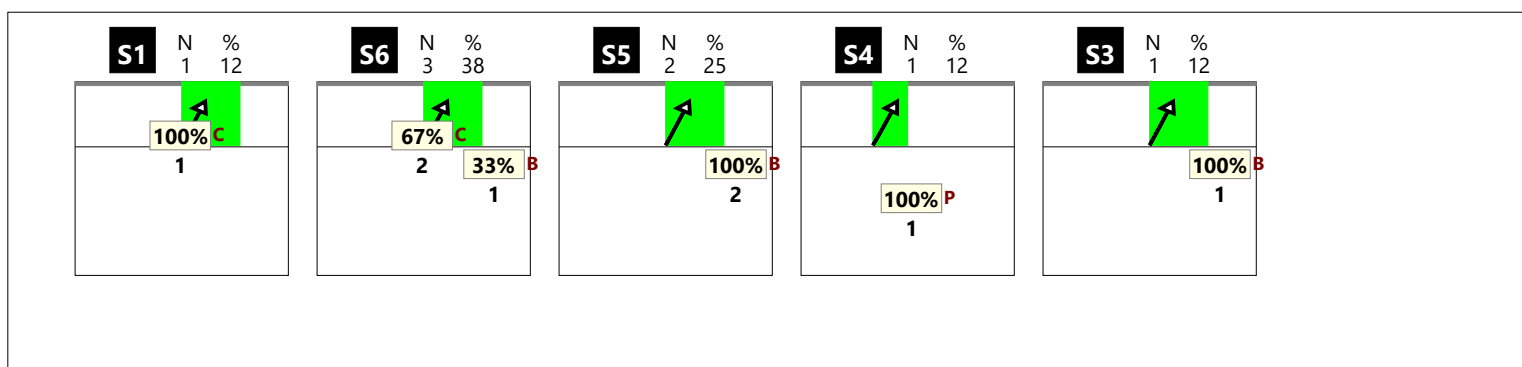 S1 N % 1 12
100% C
1
S6 N % 3 38
67% C
2
33% B
1
S5 N % 2 25
100% B
2
S4 N % 1 12
100% P
1
S3 N % 1 12
100% B
1